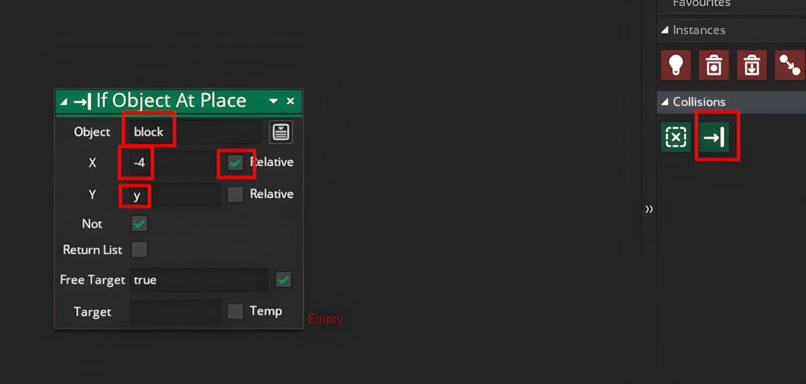 Favourites
Instances
Collisions
If Object At Place
Object block
X -4 Relative
Y y Relative
Not
Return List
Free Target true
Target Temp
Empty